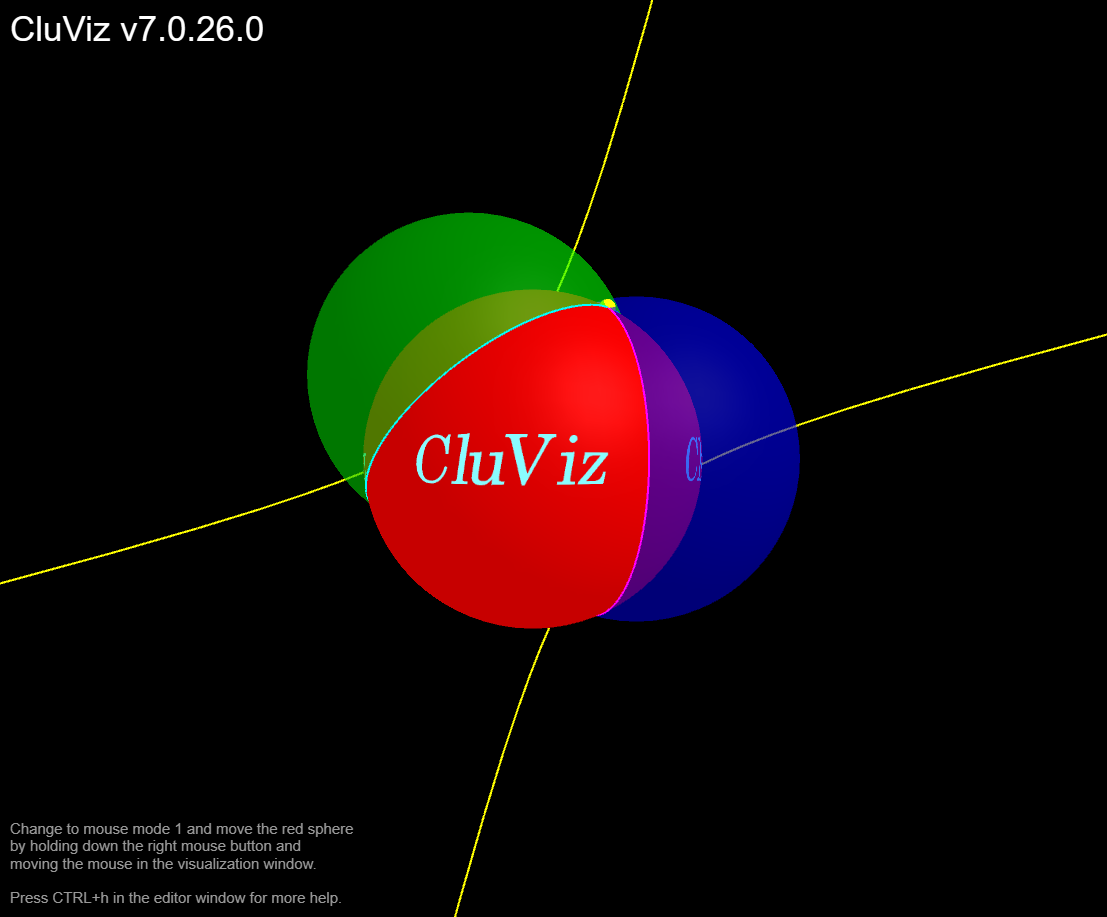 CluViz v7.0.26.0
CluViz
Cl
Change to mouse mode 1 and move the red sphere
by holding down the right mouse button and
moving the mouse in the visualization window.
Press CTRL+h in the editor window for more help.